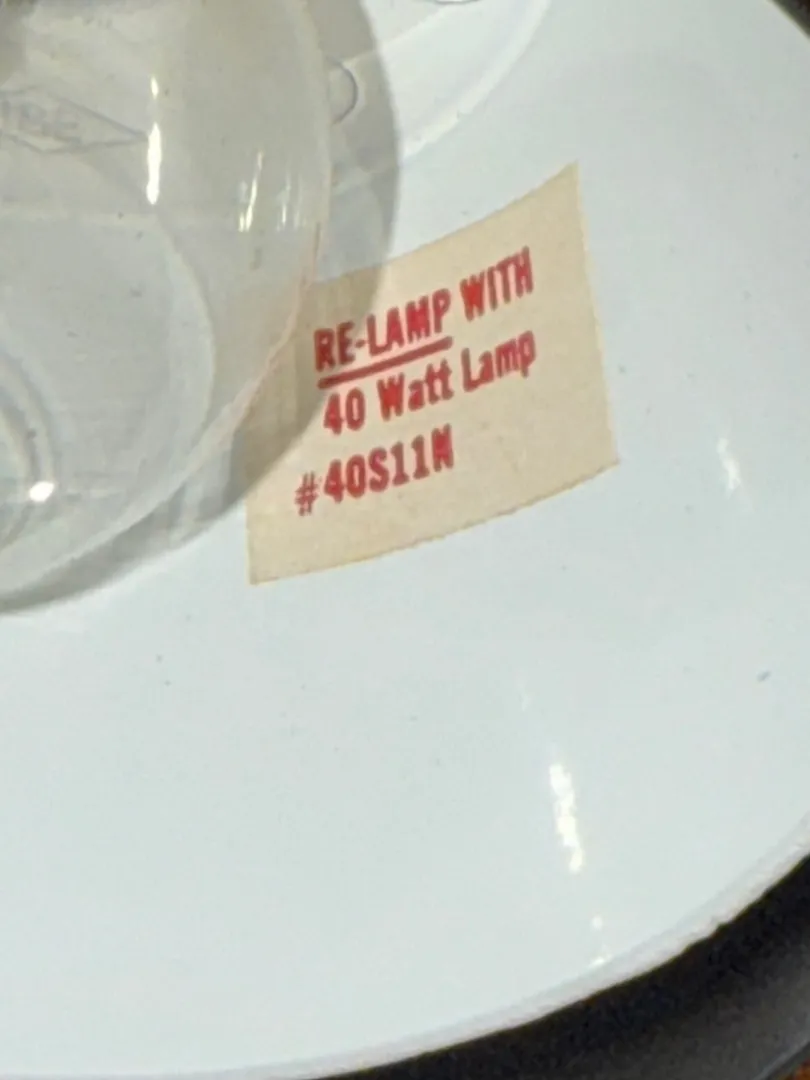 RE-LAMP WITH
40 Watt Lamp
#40S11N